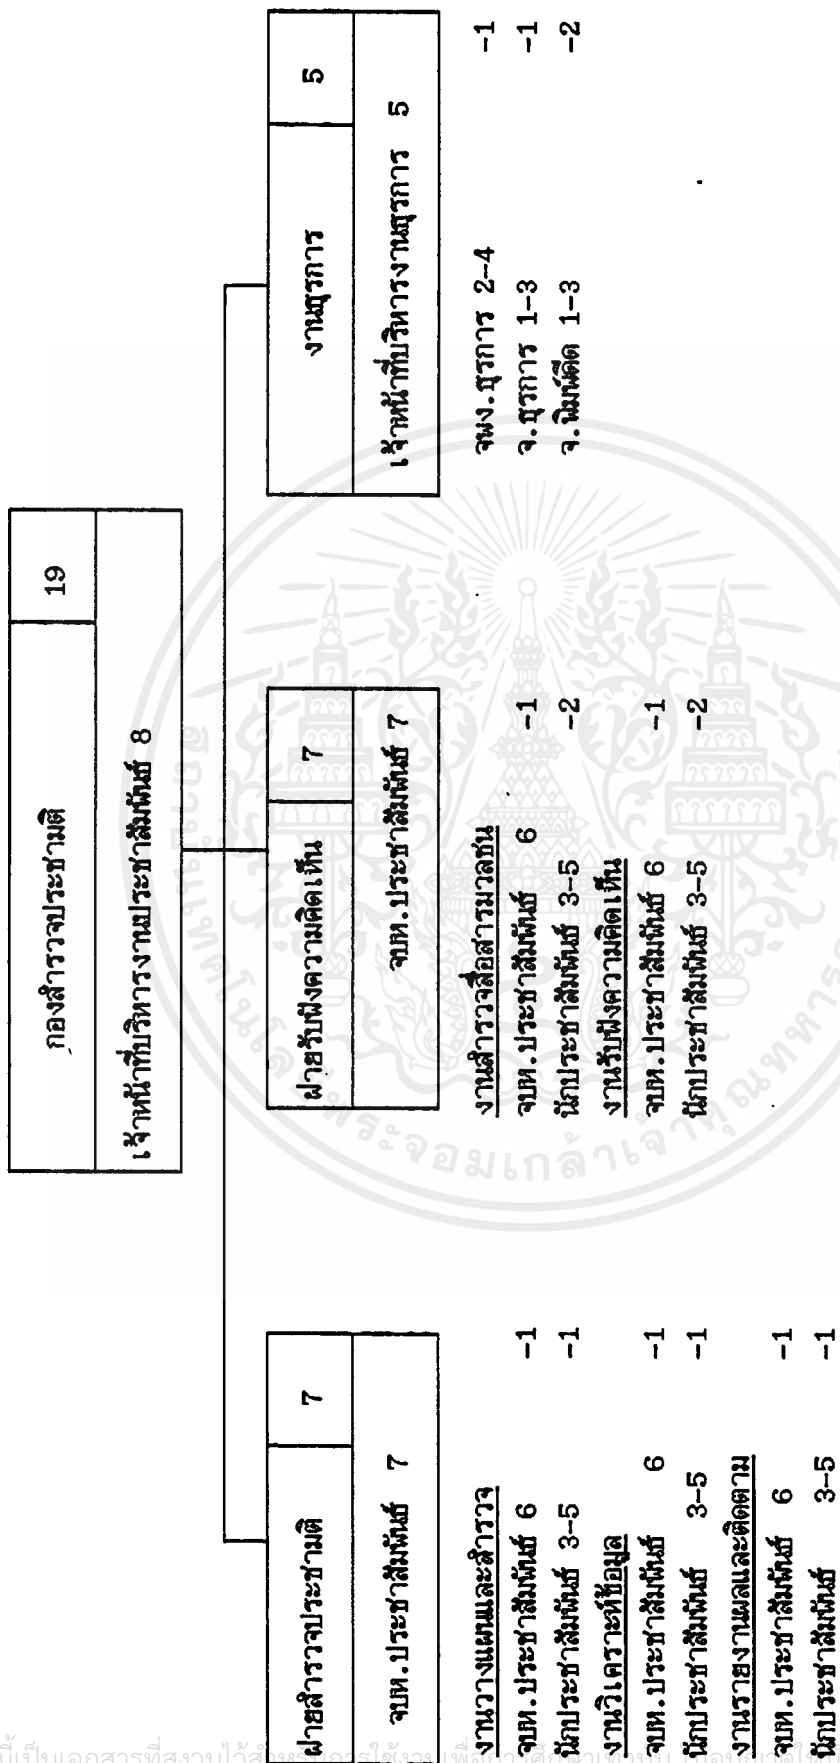 กองสำรวจประชามติ 19
เจ้าหน้าที่บริหารงานประชาสัมพันธ์ 8
ฝ่ายสำรวจประชามติ 7
จบห.ประชาสัมพันธ์ 7
งานวางแผนและสำรวจ
จบห.ประชาสัมพันธ์ 6 -1
นักประชาสัมพันธ์ 3-5 -1
งานวิเคราะห์ข้อมูล
จบห.ประชาสัมพันธ์ 6 -1
นักประชาสัมพันธ์ 3-5 -1
งานรายงานผลและติดตาม
จบห.ประชาสัมพันธ์ 6 -1
นักประชาสัมพันธ์ 3-5 -1
ฝ่ายรับฟังความคิดเห็น 7
จบห.ประชาสัมพันธ์ 7
งานสำรวจสื่อสารมวลชน
จบห.ประชาสัมพันธ์ 6 -1
นักประชาสัมพันธ์ 3-5 -2
งานรับฟังความคิดเห็น
จบห.ประชาสัมพันธ์ 6 -1
นักประชาสัมพันธ์ 3-5 -2
งานธุรการ 5
เจ้าหน้าที่บริหารงานธุรการ 5
จพง.ธุรการ 2-4 -1
จ.ธุรการ 1-3 -1
จ.พิมพ์ดีด 1-3 -2